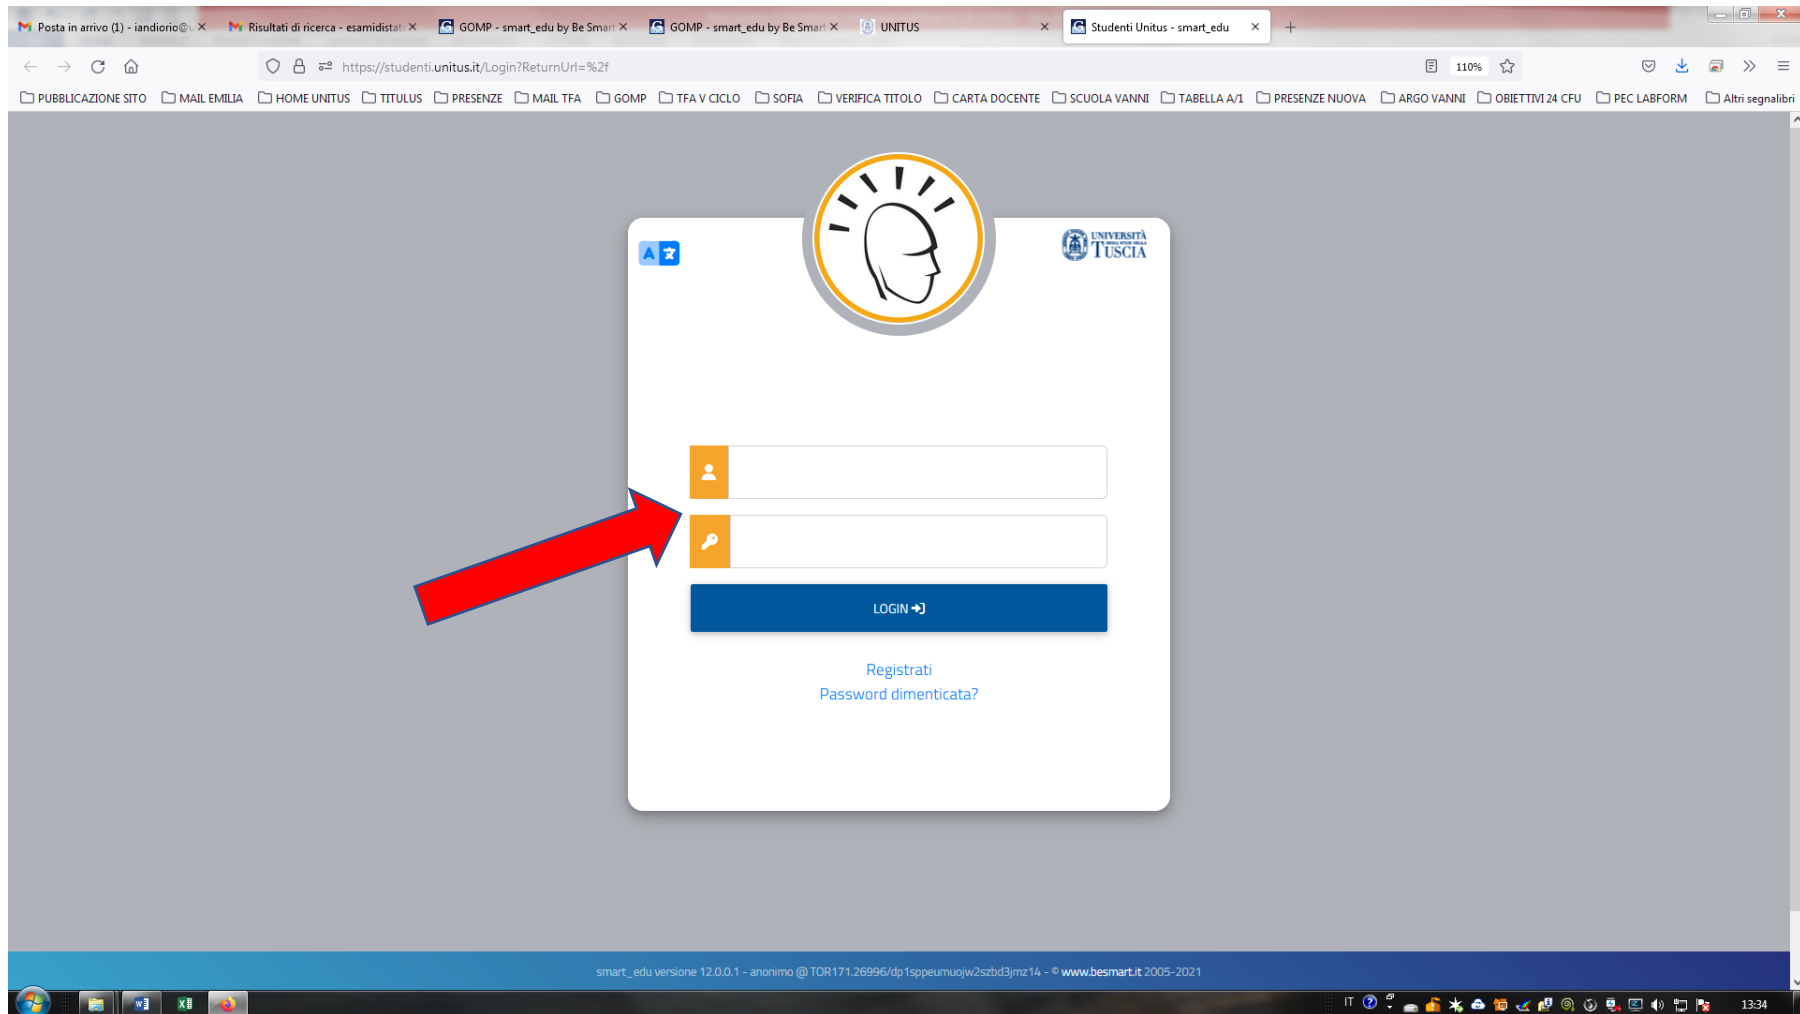 Posta in arrivo (1) - iandiorio@u
Risultati di ricerca - esamidistato
GOMP - smart_edu by Be Smart
GOMP - smart_edu by Be Smart
UNITUS
Studenti Unitus - smart_edu
https://studenti.unitus.it/Login?ReturnUrl=%2f
110%
PUBBLICAZIONE SITO MAIL EMILIA HOME UNITUS TITULUS PRESENZE MAIL TFA GOMP TFA V CICLO SOFIA VERIFICA TITOLO CARTA DOCENTE SCUOLA VANNI TABELLA A/1 PRESENZE NUOVA ARGO VANNI OBIETTIVI 24 CFU PEC LABFORM Altri segnalibri
UNIVERSITÀ
TUSCIA
LOGIN
Registrati
Password dimenticata?
smart_edu versione 12.0.0.1 - anonimo @ TOR171.26996/dp1sppeumuojw2szbd3jmz14 - © www.besmart.it 2005-2021
IT
13:34